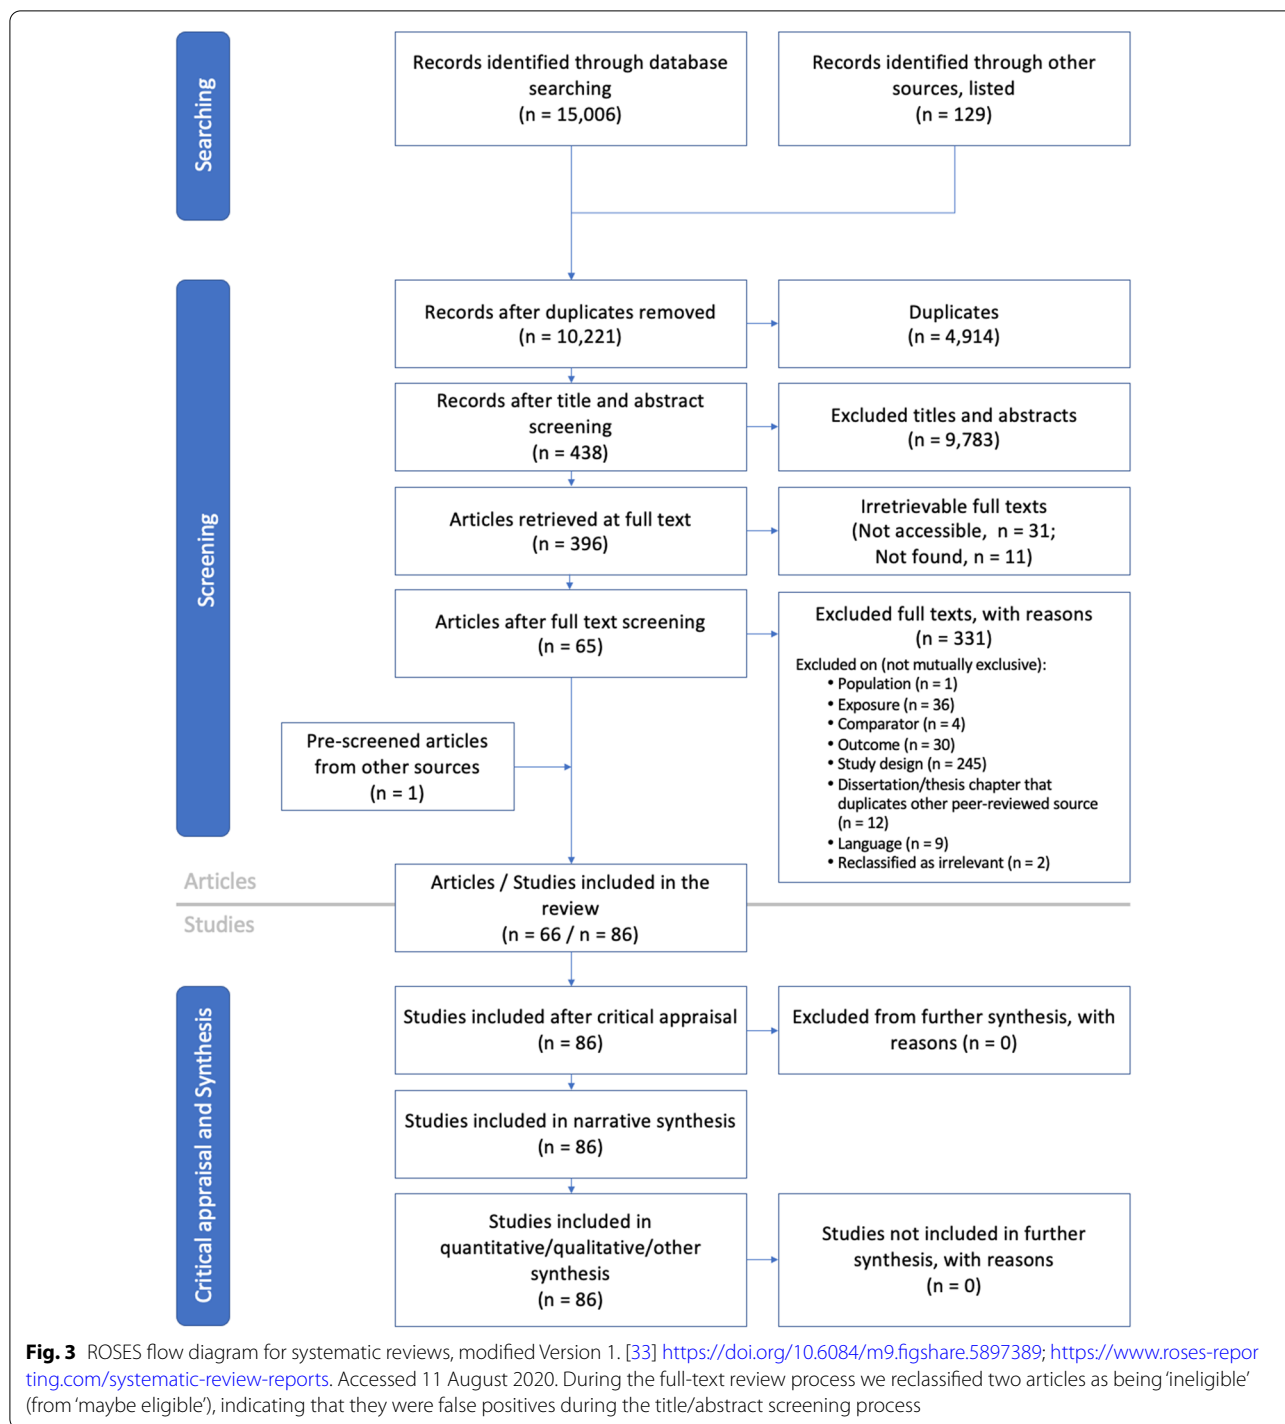 Searching
Records identified through database
searching
(n = 15,006)
Records identified through other
sources, listed
(n = 129)
Screening
Records after duplicates removed
(n = 10,221)
Duplicates
(n = 4,914)
Records after title and abstract
screening
(n = 438)
Excluded titles and abstracts
(n = 9,783)
Articles retrieved at full text
(n = 396)
Irretrievable full texts
(Not accessible, n = 31;
Not found, n = 11)
Articles after full text screening
(n = 65)
Excluded full texts, with reasons
(n = 331)
Excluded on (not mutually exclusive):
• Population (n = 1)
• Exposure (n = 36)
• Comparator (n = 4)
• Outcome (n = 30)
• Study design (n = 245)
• Dissertation/thesis chapter that
duplicates other peer-reviewed source
(n = 12)
• Language (n = 9)
• Reclassified as irrelevant (n = 2)
Pre-screened articles
from other sources
(n = 1)
Articles
Studies
Articles / Studies included in the
review
(n = 66 / n = 86)
Critical appraisal and Synthesis
Studies included after critical appraisal
(n = 86)
Excluded from further synthesis, with
reasons (n = 0)
Studies included in narrative synthesis
(n = 86)
Studies included in
quantitative/qualitative/other
synthesis
(n = 86)
Studies not included in further
synthesis, with reasons
(n = 0)
Fig. 3 ROSES flow diagram for systematic reviews, modified Version 1. [33] https://doi.org/10.6084/m9.figshare.5897389; https://www.roses-repor
ting.com/systematic-review-reports. Accessed 11 August 2020. During the full-text review process we reclassified two articles as being ‘ineligible’
(from ‘maybe eligible’), indicating that they were false positives during the title/abstract screening process